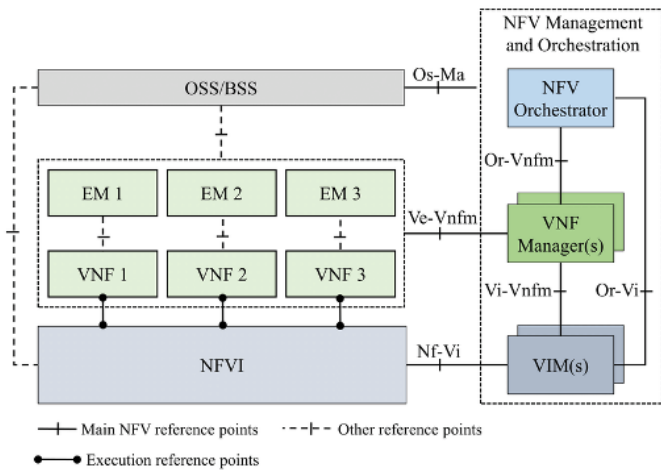 NFV Management
and Orchestration
OSS/BSS
Os-Ma
NFV
Orchestrator
Or-Vnfm
EM 1
EM 2
EM 3
Ve-Vnfm
VNF
Manager(s)
VNF 1
VNF 2
VNF 3
Vi-Vnfm
Or-Vi
NFVI
Nf-Vi
VIM(s)
Main NFV reference points
Other reference points
Execution reference points